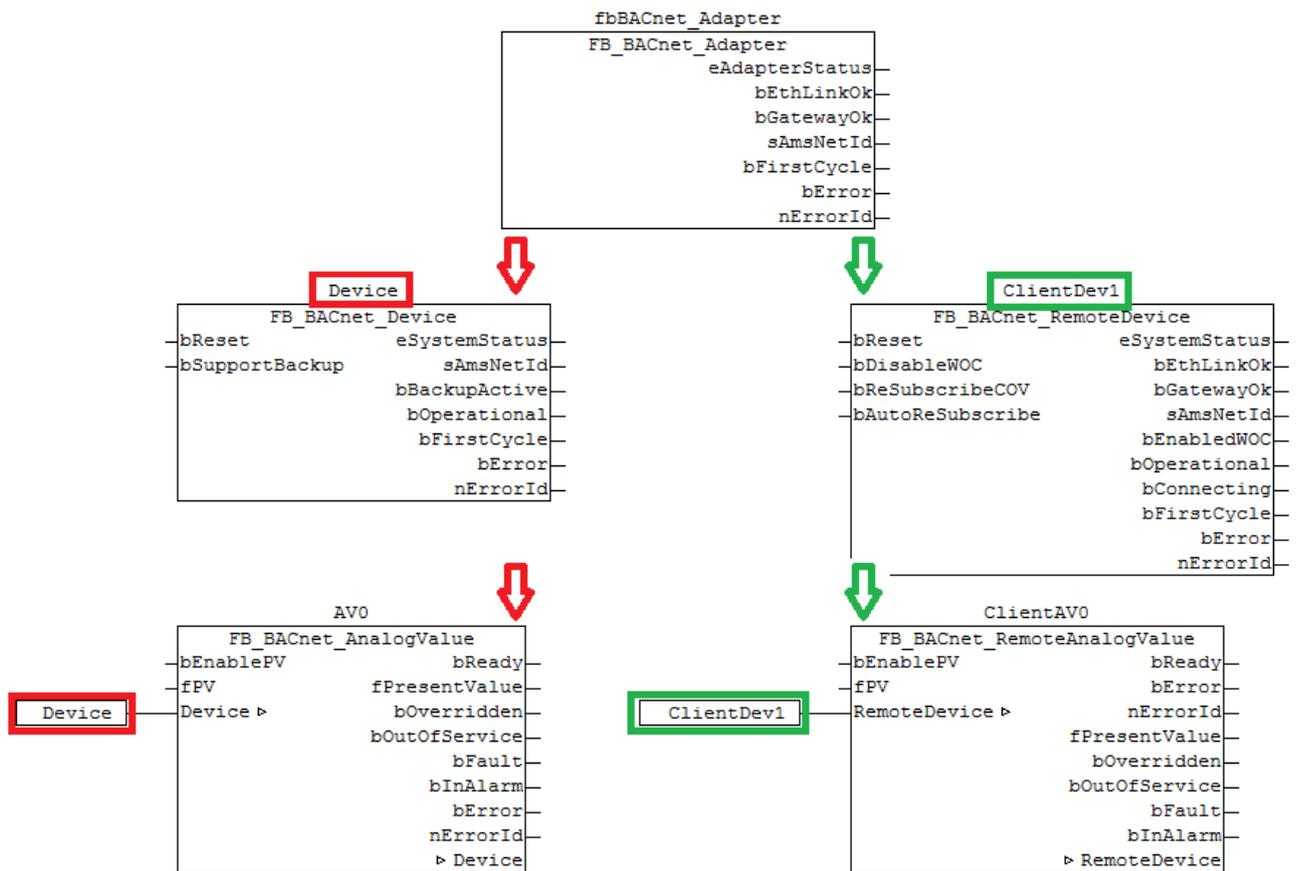 fbBACnet_Adapter
FB_BACnet_Adapter
eAdapterStatus
bEthLinkOk
bGatewayOk
sAmsNetId
bFirstCycle
bError
nErrorId
Device
FB_BACnet_Device
bReset eSystemStatus
bSupportBackup sAmsNetId
bBackupActive
bOperational
bFirstCycle
bError
nErrorId
ClientDev1
FB_BACnet_RemoteDevice
bReset eSystemStatus
bDisableWOC bEthLinkOk
bReSubscribeCOV bGatewayOk
bAutoReSubscribe sAmsNetId
bEnabledWOC
bOperational
bConnecting
bFirstCycle
bError
nErrorId
AV0
FB_BACnet_AnalogValue
bEnablePV bReady
fPV fPresentValue
Device Device ▹ bOverridden
bOutOfService
bFault
bInAlarm
bError
nErrorId
▹ Device
ClientAV0
FB_BACnet_RemoteAnalogValue
bEnablePV bReady
fPV bError
ClientDev1 RemoteDevice ▹ nErrorId
fPresentValue
bOverridden
bOutOfService
bFault
bInAlarm
▹ RemoteDevice